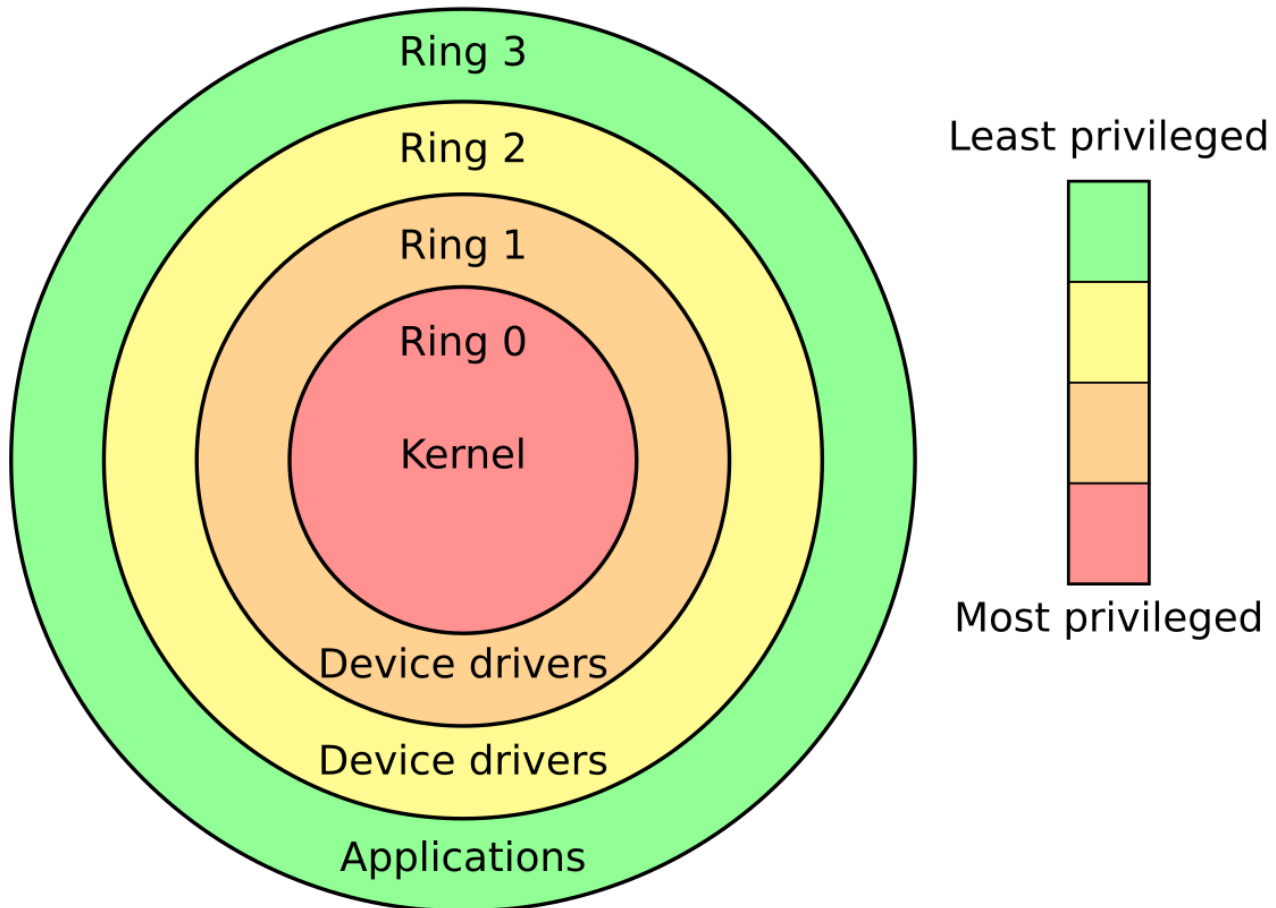 Ring 3
Ring 2
Ring 1
Ring 0
Kernel
Device drivers
Device drivers
Applications
Least privileged
Most privileged